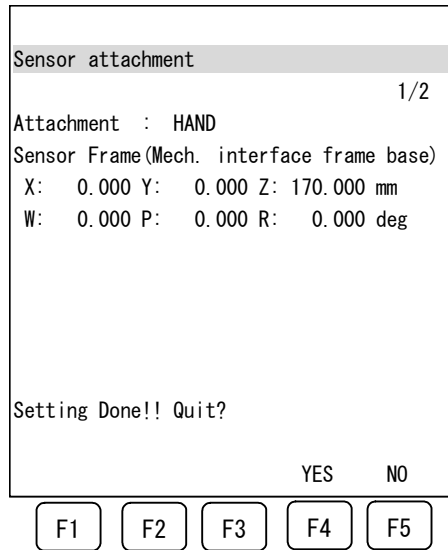 Sensor attachment
1/2
Attachment : HAND
Sensor Frame(Mech. interface frame base)
X: 0.000 Y: 0.000 Z: 170.000 mm
W: 0.000 P: 0.000 R: 0.000 deg
Setting Done!! Quit?
YES NO
F1 F2 F3 F4 F5